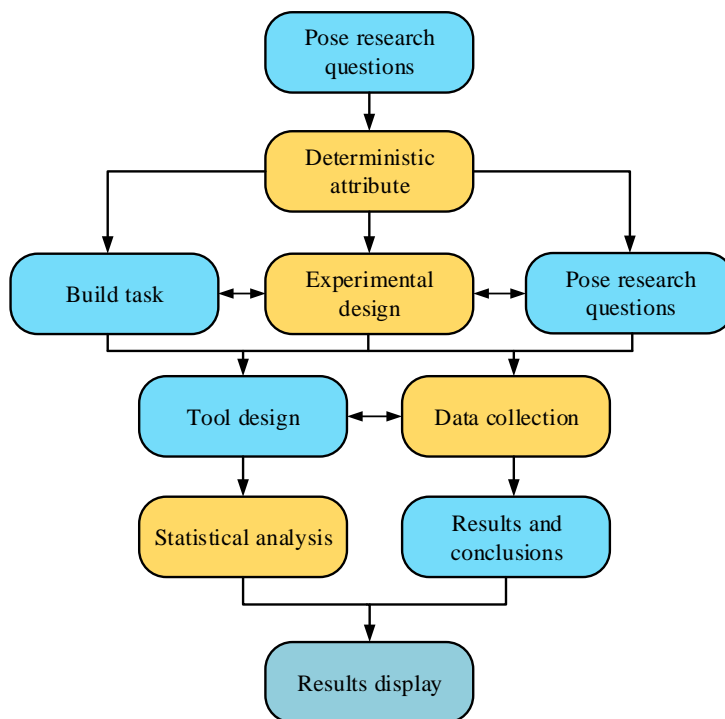 Pose research
questions
Deterministic
attribute
Build task
Experimental
design
Pose research
questions
Tool design
Data collection
Statistical analysis
Results and
conclusions
Results display